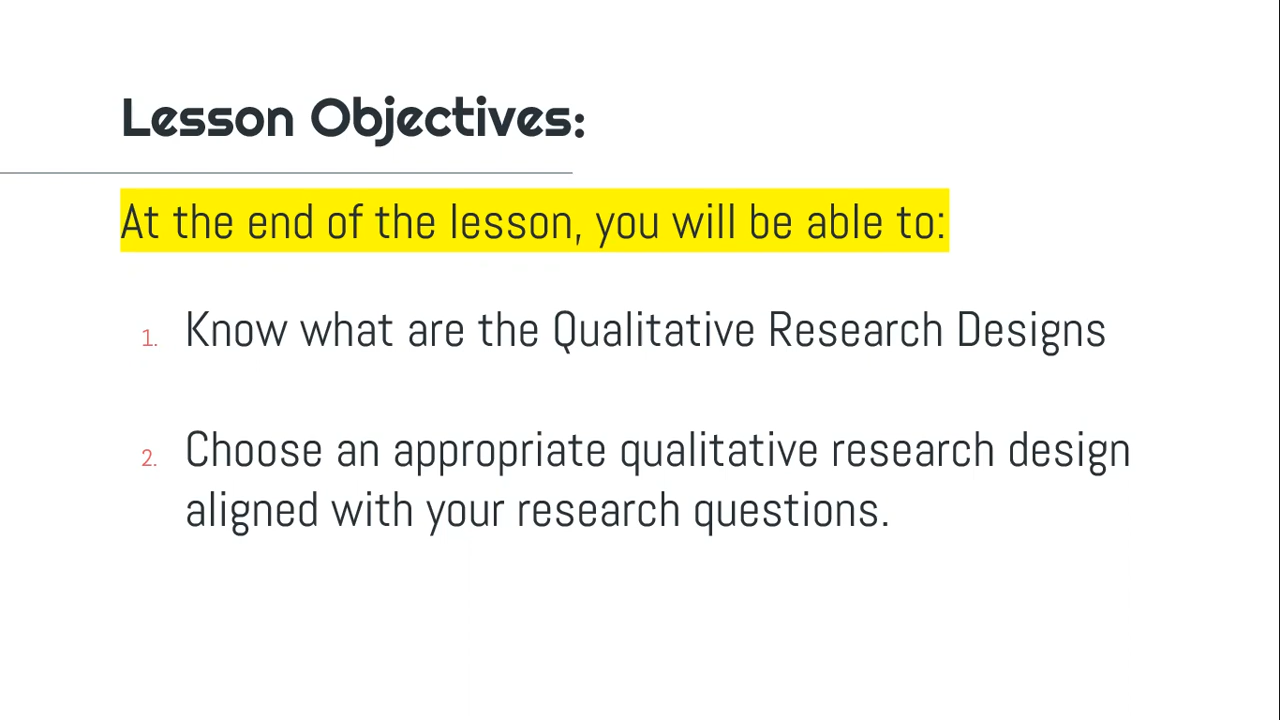 Lesson Objectives:
At the end of the lesson, you will be able to:
1. Know what are the Qualitative Research Designs
2. Choose an appropriate qualitative research design
aligned with your research questions.